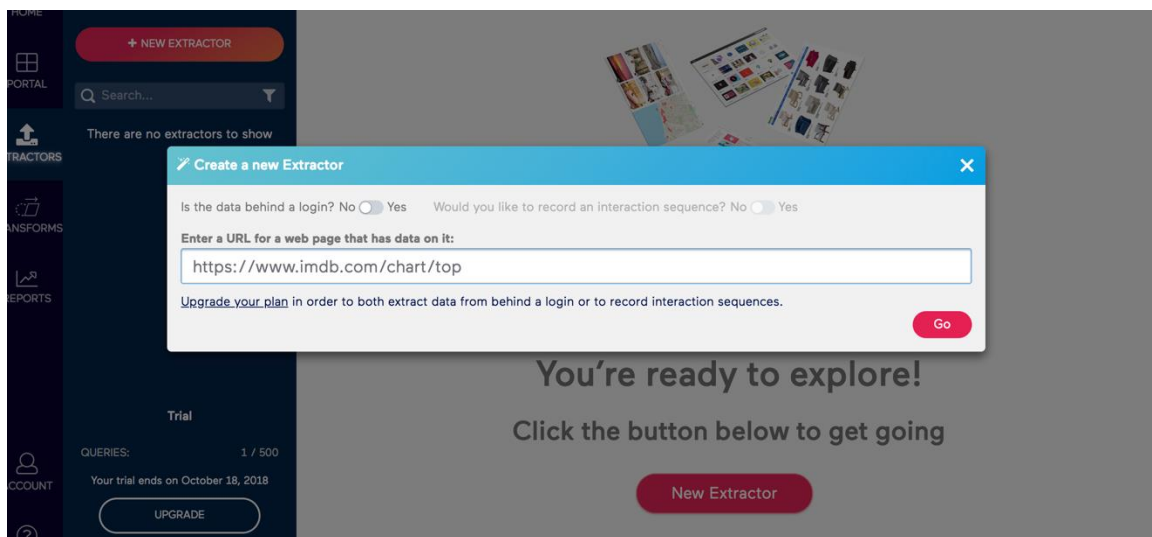 HOME
PORTAL
TRACTORS
ANSFORMS
REPORTS
ACCOUNT
+ NEW EXTRACTOR
Search...
There are no extractors to show
Create a new Extractor
Is the data behind a login? No Yes Would you like to record an interaction sequence? No Yes
Enter a URL for a web page that has data on it:
https://www.imdb.com/chart/top
Upgrade your plan in order to both extract data from behind a login or to record interaction sequences.
Go
Trial
QUERIES: 1 / 500
Your trial ends on October 18, 2018
UPGRADE
You're ready to explore!
Click the button below to get going
New Extractor